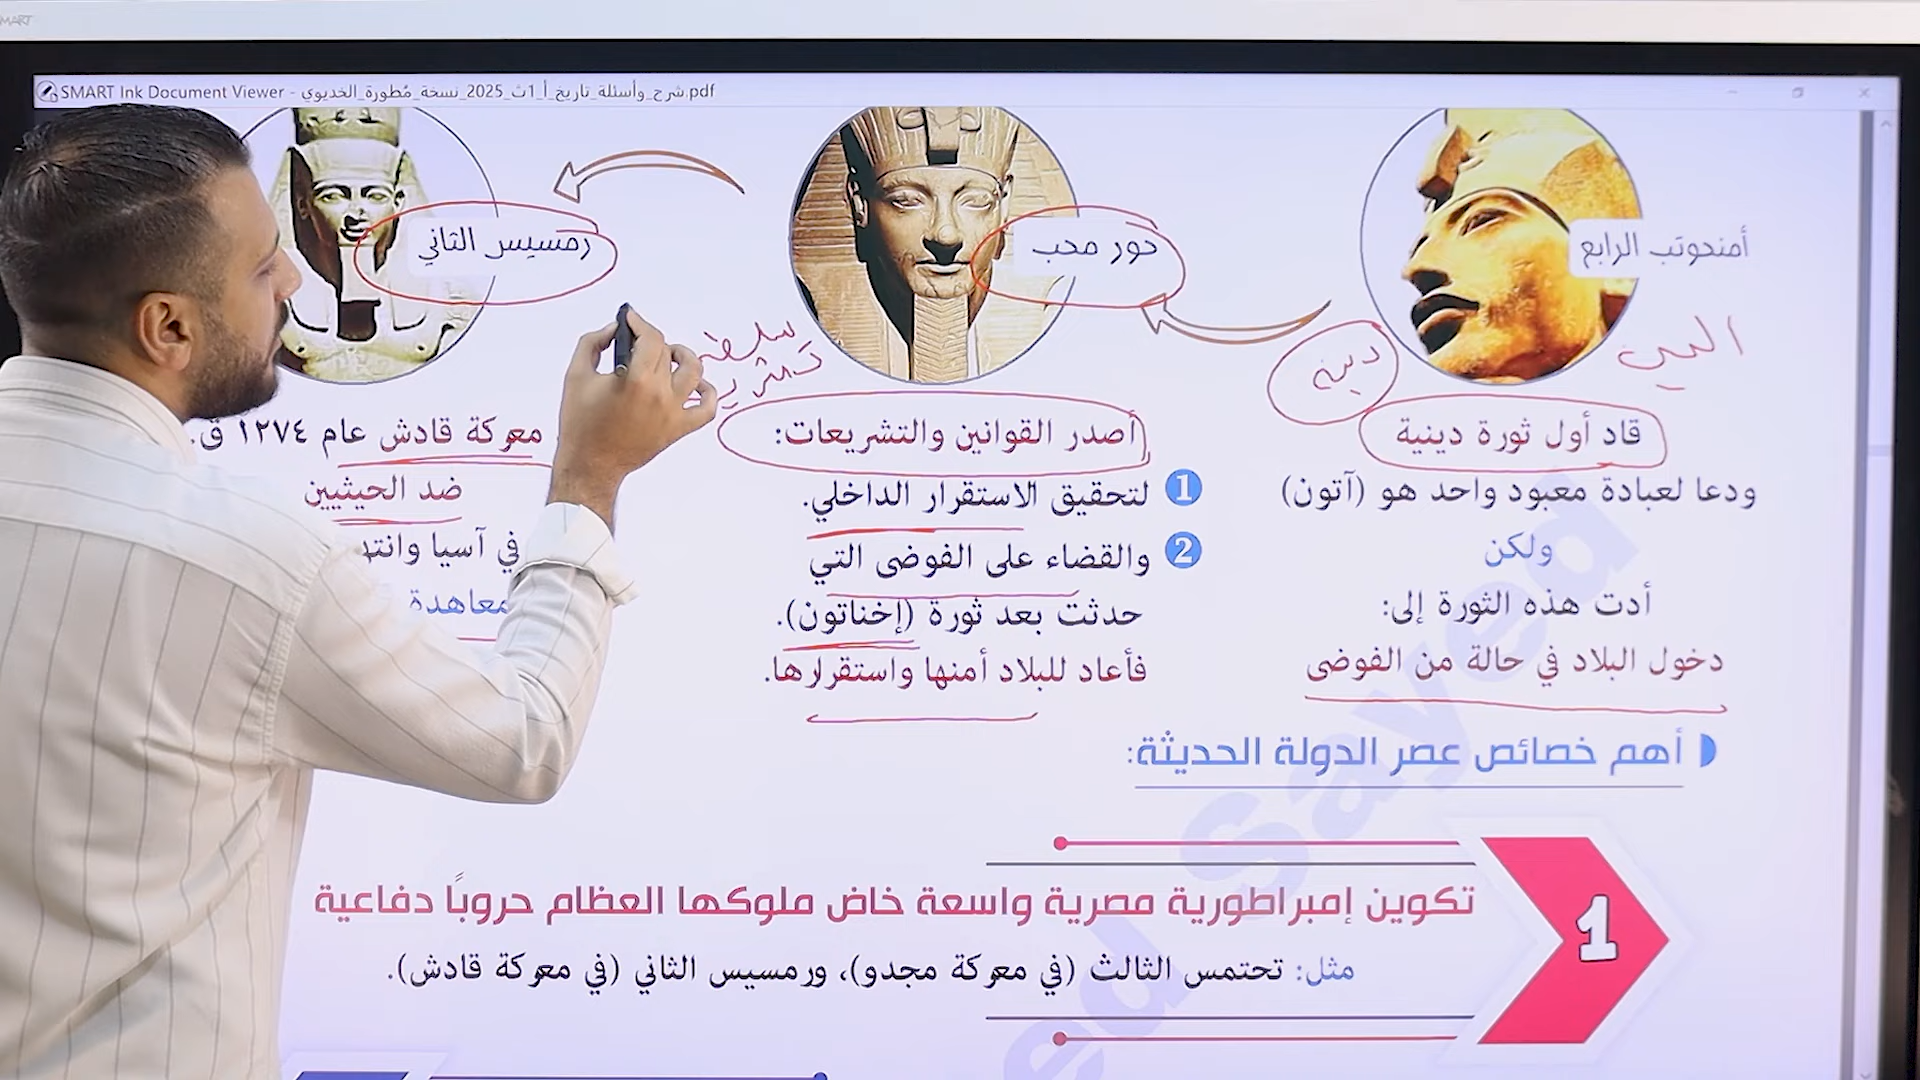 SMART Ink Document Viewer - شرح_وأسئلة_تاريخ_أ_1ث_2025_نسخة_مُطورة_الخديوي.pdf
أمنحوتب الرابع
حور محب
رمسيس الثاني
دينية
قاد أول ثورة دينية
ودعا لعبادة معبود واحد هو (آتون)
ولكن
أدت هذه الثورة إلى:
دخول البلاد في حالة من الفوضى
أصدر القوانين والتشريعات:
1 لتحقيق الاستقرار الداخلي.
2 والقضاء على الفوضى التي
حدثت بعد ثورة (إخناتون).
فأعاد للبلاد أمنها واستقرارها.
معركة قادش عام ١٢٧٤ ق.
ضد الحيثيين
في آسيا
معاهدة
أهم خصائص عصر الدولة الحديثة:
1
تكوين إمبراطورية مصرية واسعة خاض ملوكها العظام حروبًا دفاعية
مثل: تحتمس الثالث (في معركة مجدو)، ورمسيس الثاني (في معركة قادش).